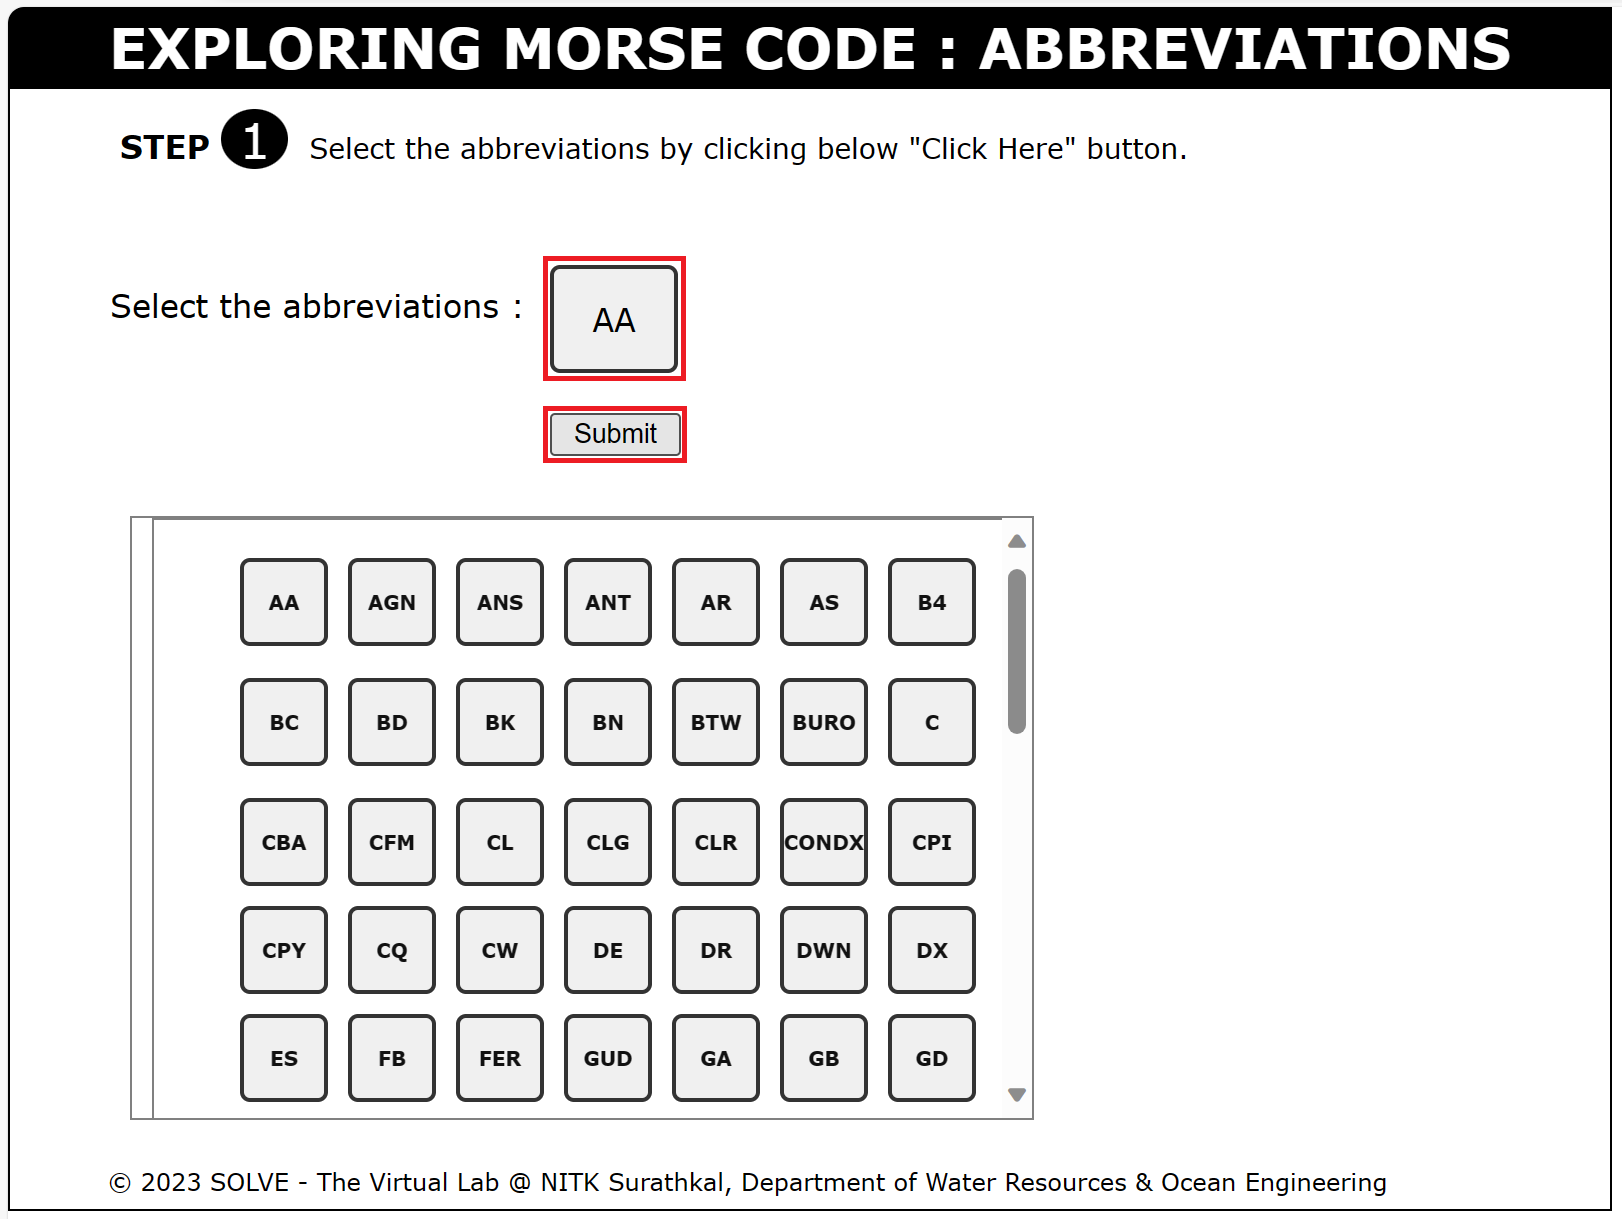 EXPLORING MORSE CODE : ABBREVIATIONS
STEP 1 Select the abbreviations by clicking below "Click Here" button.
Select the abbreviations : AA
Submit
AA AGN ANS ANT AR AS B4
BC BD BK BN BTW BURO C
CBA CFM CL CLG CLR CONDX CPI
CPY CQ CW DE DR DWN DX
ES FB FER GUD GA GB GD
© 2023 SOLVE - The Virtual Lab @ NITK Surathkal, Department of Water Resources & Ocean Engineering